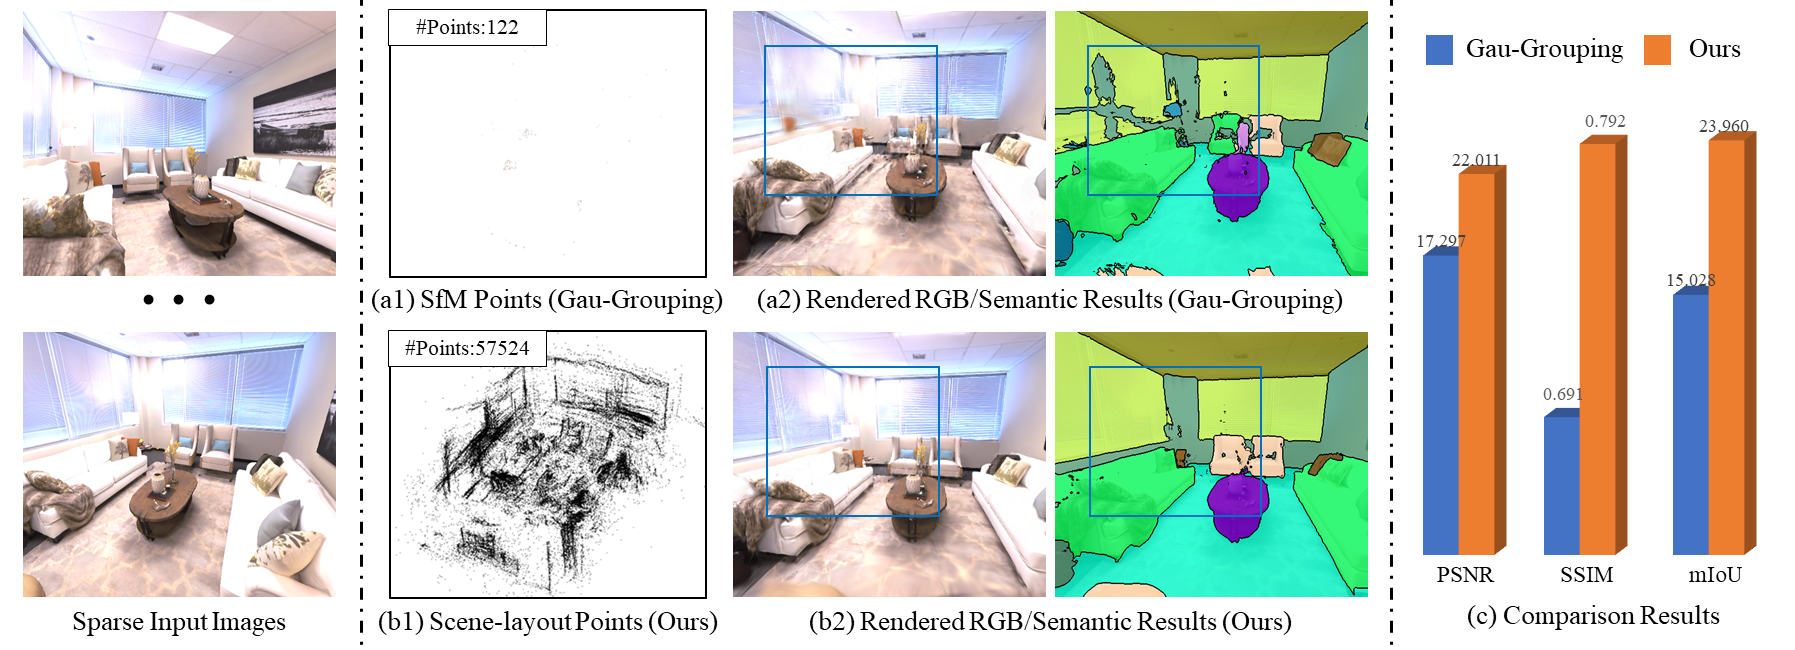 #Points:122
(a1) SfM Points (Gau-Grouping)
(a2) Rendered RGB/Semantic Results (Gau-Grouping)
#Points:57524
Sparse Input Images
(b1) Scene-layout Points (Ours)
(b2) Rendered RGB/Semantic Results (Ours)
Gau-Grouping
Ours
17.297
22.011
0.691
0.792
15.028
23.960
PSNR
SSIM
mIoU
(c) Comparison Results